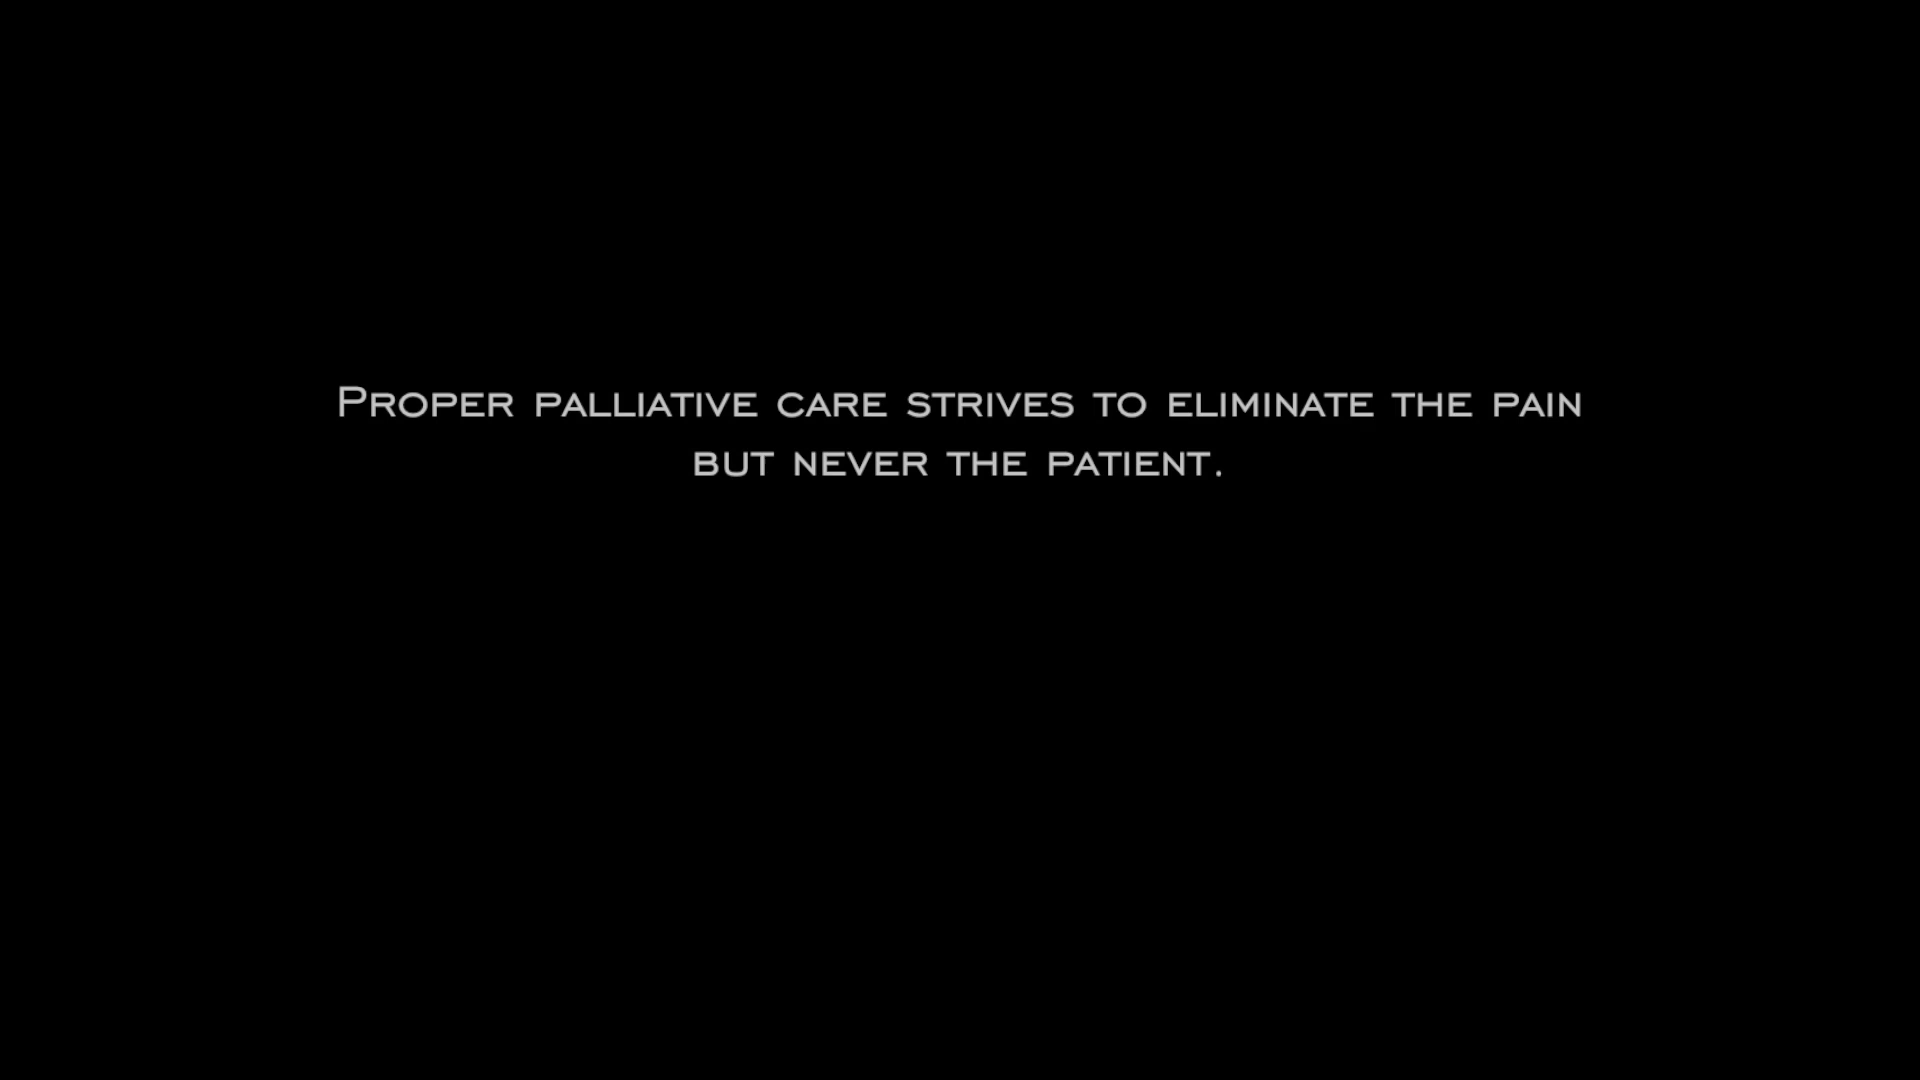 Proper palliative care strives to eliminate the pain
but never the patient.